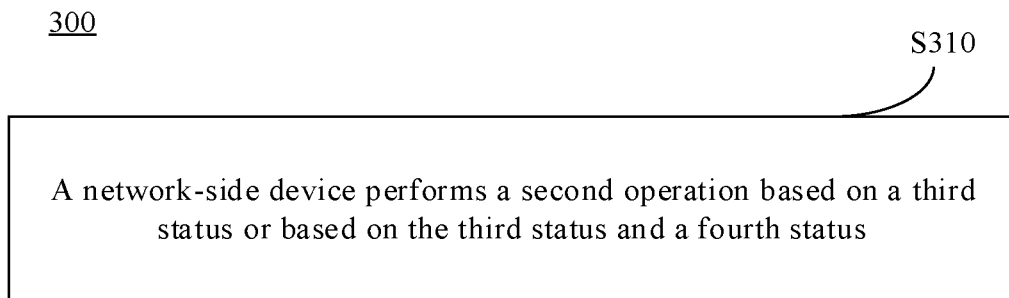 300
S310
A network-side device performs a second operation based on a third
status or based on the third status and a fourth status